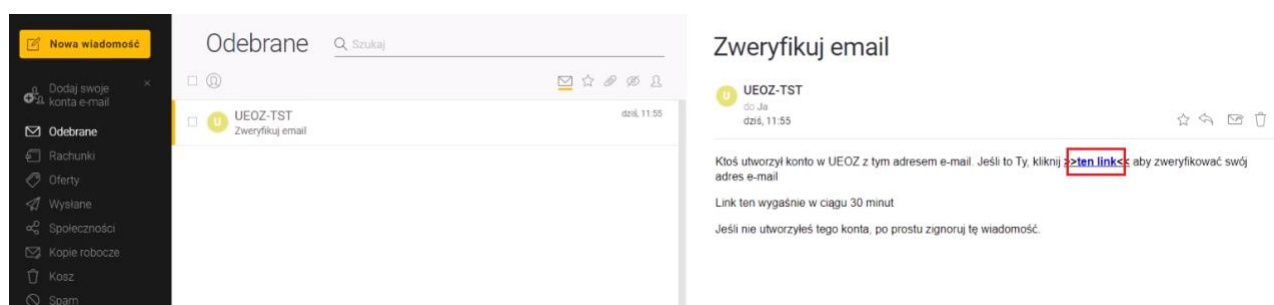 Nowa wiadomość
Dodaj swoje
konta e-mail
×
Odebrane
Rachunki
Oferty
Wysłane
Społeczności
Kopie robocze
Kosz
Spam
Odebrane
Szukaj
U
UEOZ-TST
dziś, 11:55
Zweryfikuj email
Zweryfikuj email
U
UEOZ-TST
do Ja
dziś, 11:55
Ktoś utworzył konto w UEOZ z tym adresem e-mail. Jeśli to Ty, kliknij >>ten link<< aby zweryfikować swój
adres e-mail
Link ten wygaśnie w ciągu 30 minut
Jeśli nie utworzyłeś tego konta, po prostu zignoruj tę wiadomość.